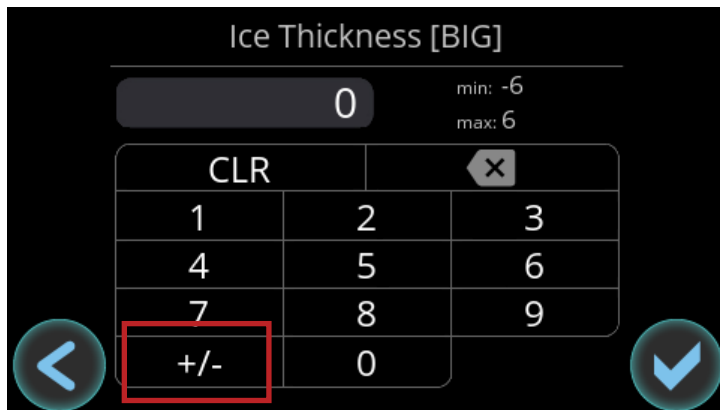 Ice Thickness [BIG]
0
min: -6
max: 6
CLR
1 2 3
4 5 6
7 8 9
+/- 0